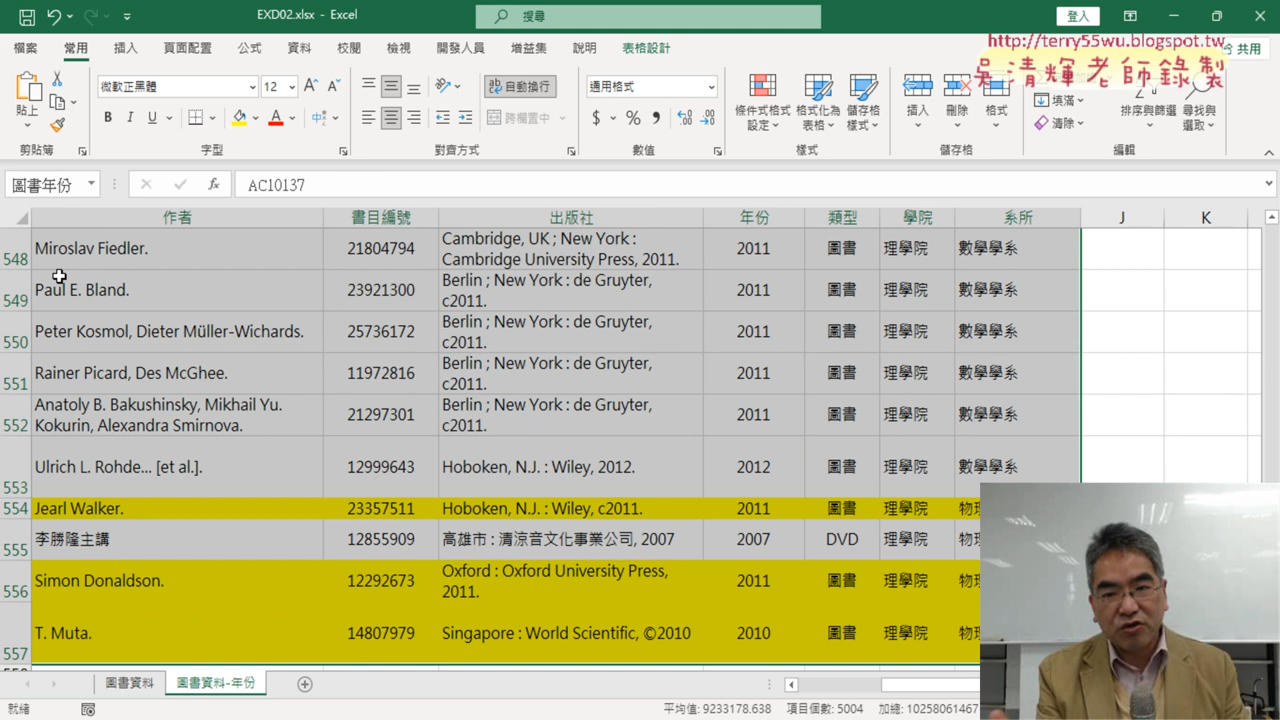 EXD02.xlsx - Excel
搜尋
登入
http://terry55wu.blogspot.tw
吳清輝老師錄製
檔案 常用 插入 頁面配置 公式 資料 校閱 檢視 開發人員 增益集 說明 表格設計 共用
貼上
微軟正黑體 12
B I U
自動換行
跨欄置中
通用格式
$ %
條件式格式設定
格式化為表格
儲存格樣式
插入 刪除 格式
填滿
清除
排序與篩選
尋找與選取
剪貼簿 字型 對齊方式 數值 樣式 儲存格 編輯
圖書年份 fx AC10137
作者 書目編號 出版社 年份 類型 學院 系所 J K
548 Miroslav Fiedler. 21804794 Cambridge, UK ; New York : Cambridge University Press, 2011. 2011 圖書 理學院 數學學系
549 Paul E. Bland. 23921300 Berlin ; New York : de Gruyter, c2011. 2011 圖書 理學院 數學學系
550 Peter Kosmol, Dieter Müller-Wichards. 25736172 Berlin ; New York : de Gruyter, c2011. 2011 圖書 理學院 數學學系
551 Rainer Picard, Des McGhee. 11972816 Berlin ; New York : de Gruyter, c2011. 2011 圖書 理學院 數學學系
552 Anatoly B. Bakushinsky, Mikhail Yu. Kokurin, Alexandra Smirnova. 21297301 Berlin ; New York : de Gruyter, c2011. 2011 圖書 理學院 數學學系
553 Ulrich L. Rohde... [et al.]. 12999643 Hoboken, N.J. : Wiley, 2012. 2012 圖書 理學院 數學學系
554 Jearl Walker. 23357511 Hoboken, N.J. : Wiley, c2011. 2011 圖書 理學院 物
555 李勝隆主講 12855909 高雄市 : 清涼音文化事業公司, 2007 2007 DVD 理學院 物
556 Simon Donaldson. 12292673 Oxford : Oxford University Press, 2011. 2011 圖書 理學院 物
557 T. Muta. 14807979 Singapore : World Scientific, ©2010 2010 圖書 理學院 物
圖書資料 圖書資料-年份
就緒 平均值: 9233178.638 項目個數: 5004 加總: 10258061467